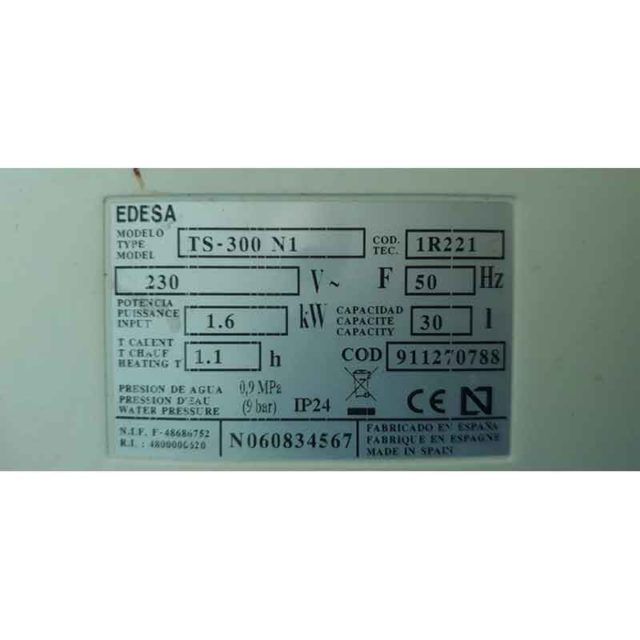 EDESA
MODELO
TYPE
MODEL
TS-300 N1
COD.
TEC.
1R221
230 V~ F 50 Hz
POTENCIA
PUISSANCE
INPUT
1.6 kW
CAPACIDAD
CAPACITE
CAPACITY
30 l
T CALENT
T CHAUF
HEATING T
1.1 h
COD 911270788
PRESION DE AGUA
PRESSION D'EAU
WATER PRESSURE
0,9 MPa
(9 bar)
IP24
CE N
N.I.F. F-48686752
R.I. : 4800000520
N060834567
FABRICADO EN ESPAÑA
FABRIQUE EN ESPAGNE
MADE IN SPAIN